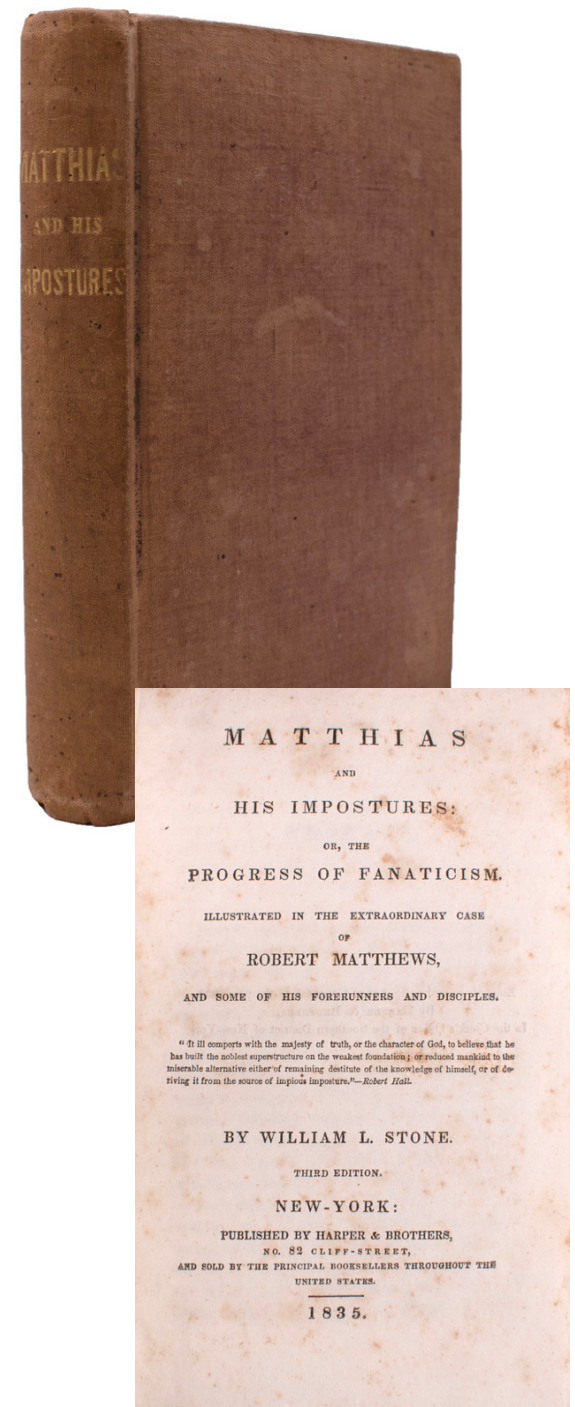 MATTHIAS
AND HIS
IMPOSTURES
MATTHIAS
AND
HIS IMPOSTURES:
OR, THE
PROGRESS OF FANATICISM.
ILLUSTRATED IN THE EXTRAORDINARY CASE
OF
ROBERT MATTHEWS,
AND SOME OF HIS FORERUNNERS AND DISCIPLES.
"It ill comports with the majesty of truth, or the character of God, to believe that he
has built the noblest superstructure on the weakest foundation; or reduced mankind to the
miserable alternative either of remaining destitute of the knowledge of himself, or of de-
riving it from the source of impious imposture."—Robert Hall.
BY WILLIAM L. STONE.
THIRD EDITION.
NEW-YORK:
PUBLISHED BY HARPER & BROTHERS,
NO. 82 CLIFF-STREET,
AND SOLD BY THE PRINCIPAL BOOKSELLERS THROUGHOUT THE
UNITED STATES.
1835.